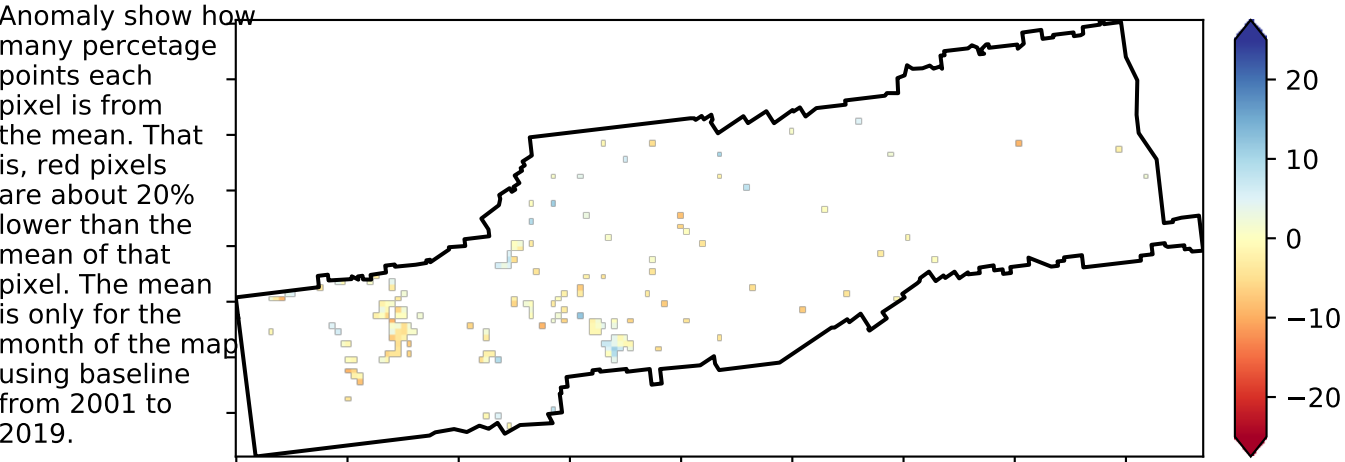 Anomaly show how
many percetage
points each
pixel is from
the mean. That
is, red pixels
are about 20%
lower than the
mean of that
pixel. The mean
is only for the
month of the map
using baseline
from 2001 to
2019.
20
10
0
−10
−20